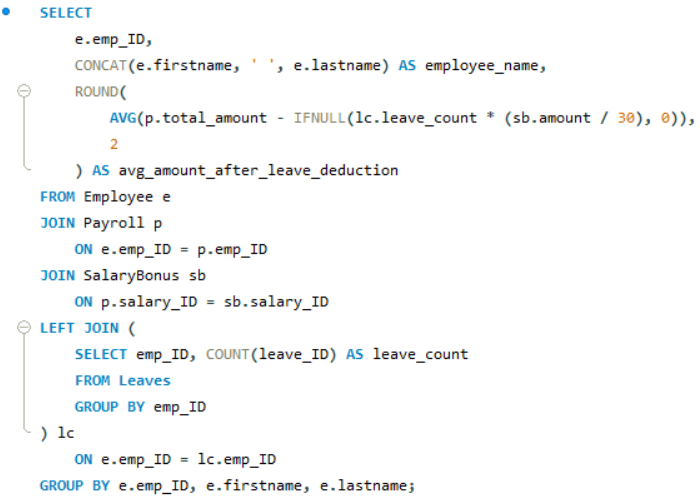 SELECT
    e.emp_ID,
    CONCAT(e.firstname, ' ', e.lastname) AS employee_name,
    ROUND(
        AVG(p.total_amount - IFNULL(lc.leave_count * (sb.amount / 30), 0)),
        2
    ) AS avg_amount_after_leave_deduction
FROM Employee e
JOIN Payroll p
    ON e.emp_ID = p.emp_ID
JOIN SalaryBonus sb
    ON p.salary_ID = sb.salary_ID
LEFT JOIN (
    SELECT emp_ID, COUNT(leave_ID) AS leave_count
    FROM Leaves
    GROUP BY emp_ID
) lc
    ON e.emp_ID = lc.emp_ID
GROUP BY e.emp_ID, e.firstname, e.lastname;